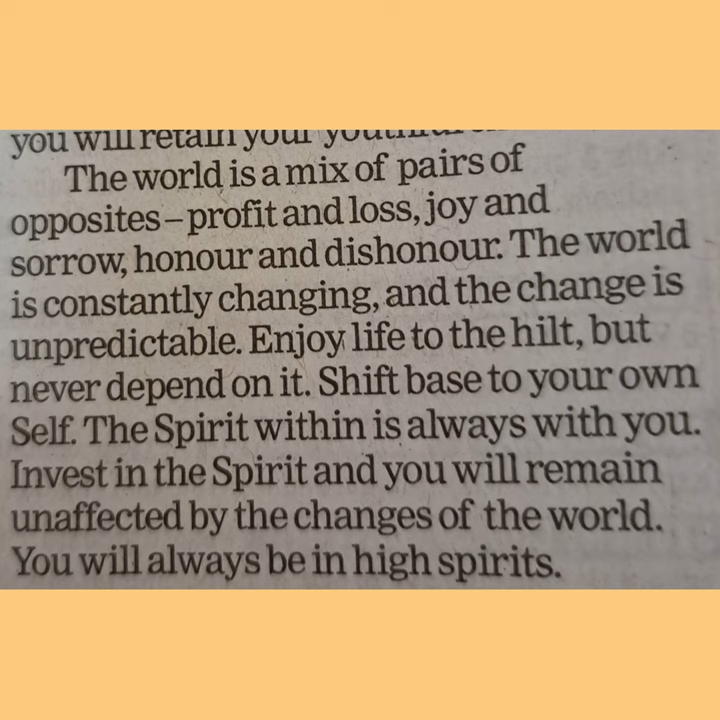 you will retain your
The world is a mix of pairs of
opposites – profit and loss, joy and
sorrow, honour and dishonour. The world
is constantly changing, and the change is
unpredictable. Enjoy life to the hilt, but
never depend on it. Shift base to your own
Self. The Spirit within is always with you.
Invest in the Spirit and you will remain
unaffected by the changes of the world.
You will always be in high spirits.